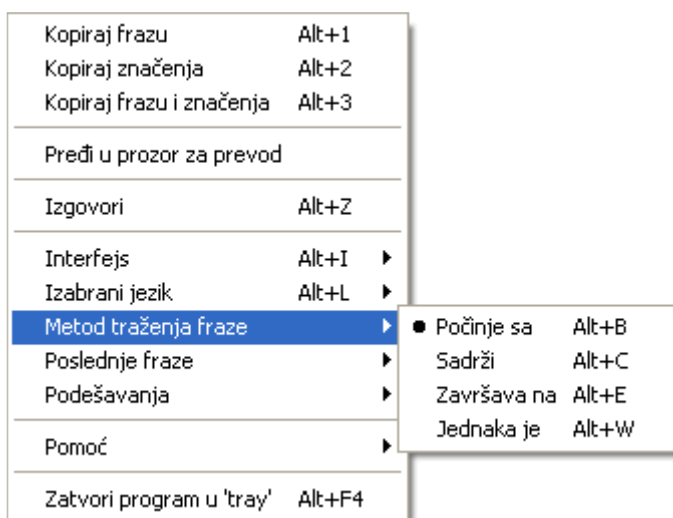 Kopiraj frazu Alt+1
Kopiraj značenja Alt+2
Kopiraj frazu i značenja Alt+3
Pređi u prozor za prevod
Izgovori Alt+Z
Interfejs Alt+I
Izabrani jezik Alt+L
Metod traženja fraze
Poslednje fraze
Podešavanja
Pomoć
Zatvori program u 'tray' Alt+F4
Počinje sa Alt+B
Sadrži Alt+C
Završava na Alt+E
Jednaka je Alt+W